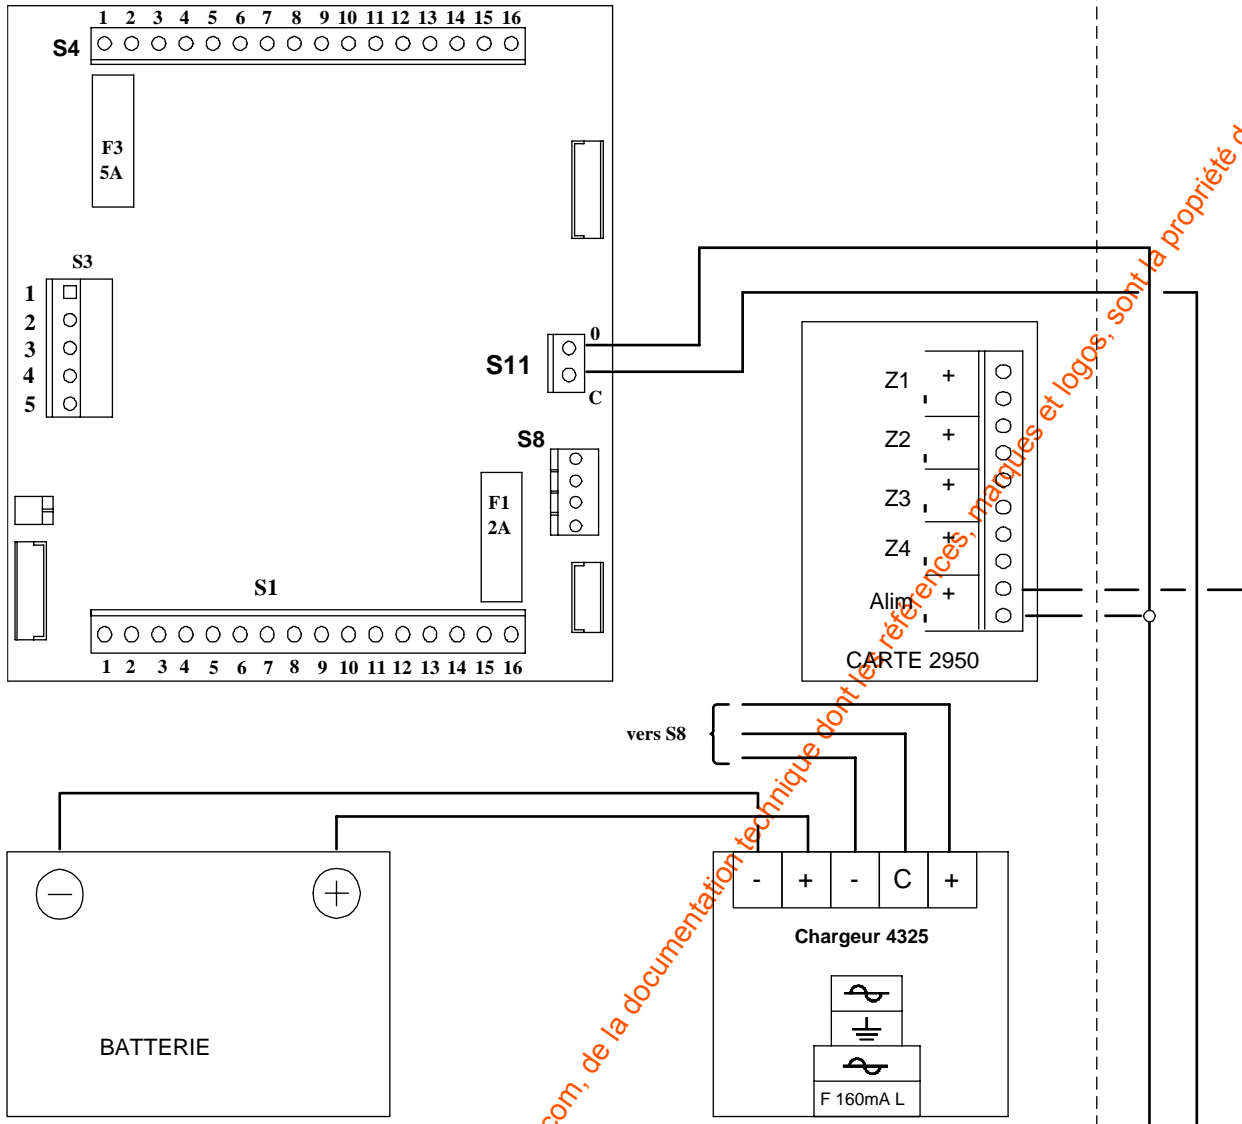 1 2 3 4 5 6 7 8 9 10 11 12 13 14 15 16
S4
F3
5A
S3
1
2
3
4
5
0
S11
C
S8
F1
2A
S1
1 2 3 4 5 6 7 8 9 10 11 12 13 14 15 16
Z1 +
-
Z2 +
-
Z3 +
-
Z4 +
-
Alim +
-
CARTE 2950
vers S8
- + - C +
Chargeur 4325
F 160mA L
BATTERIE
com, de la documentation technique dont les références, marques et logos, sont la propriété d